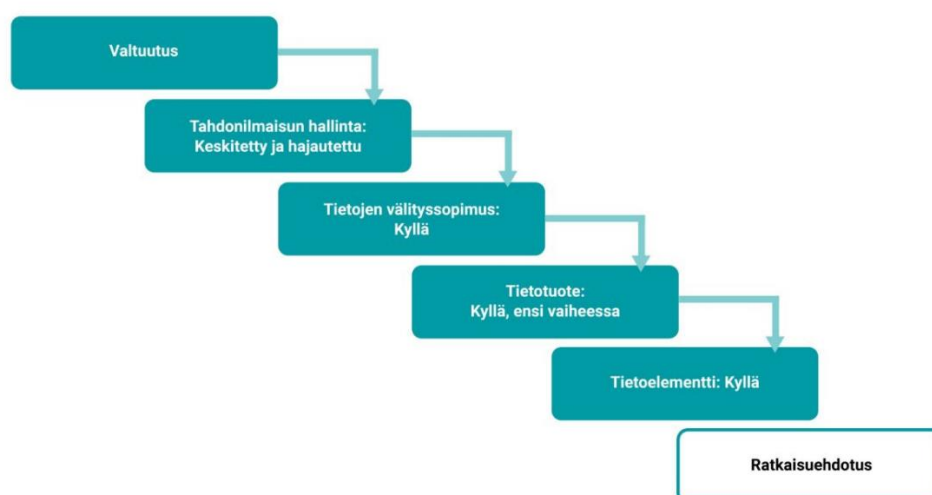 Valtuutus
Tahdonilmaisun hallinta:
Keskitetty ja hajautettu
Tietojen välityssopimus:
Kyllä
Tietotuote:
Kyllä, ensi vaiheessa
Tietoelementti: Kyllä
Ratkaisuehdotus